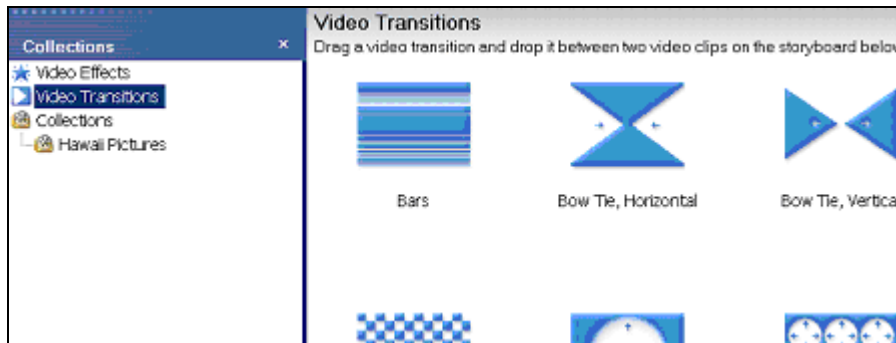 Collections
Video Effects
Video Transitions
Collections
Hawaii Pictures
Video Transitions
Drag a video transition and drop it between two video clips on the storyboard belo
Bars
Bow Tie, Horizontal
Bow Tie, Vertica